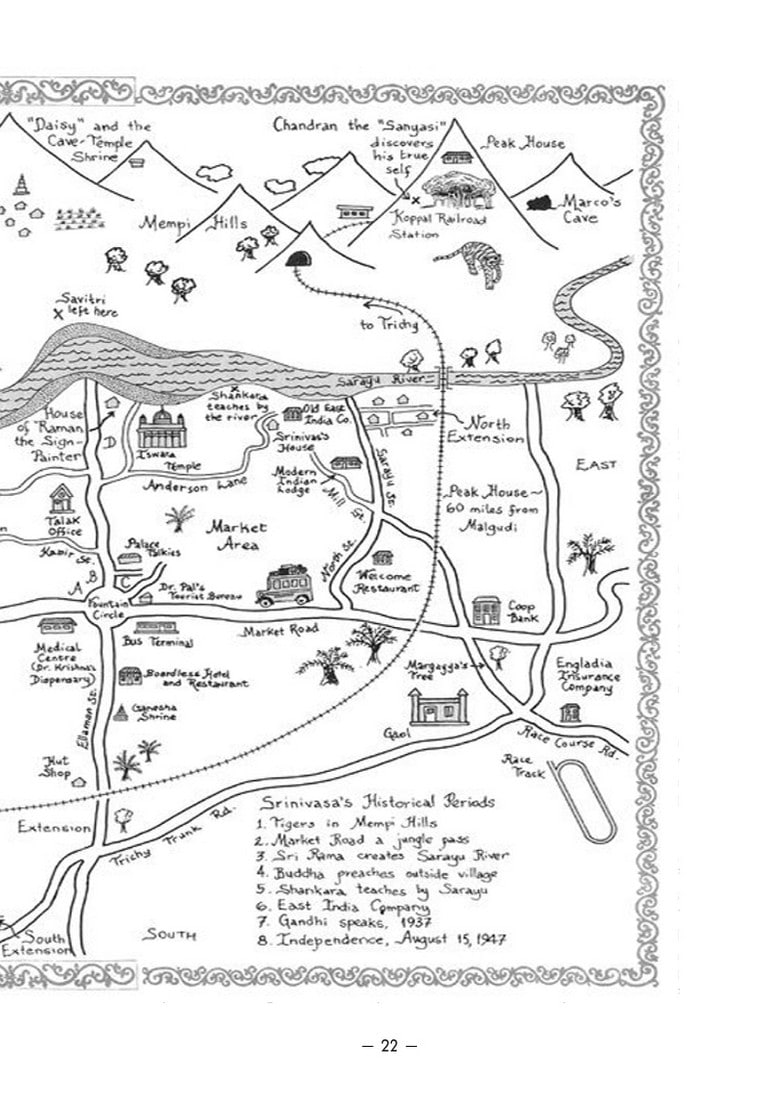 "Daisy" and the
Cave-Temple
Shrine
Chandran the "Sanyasi"
discovers
his true
self
Peak House
Marco's
Cave
Mempi Hills
Koppal Railroad
Station
Savitri
left here
to Trichy
Sarayu River
Shankara
teaches by
the river
Old East
India Co.
House
of Raman
the Sign-
Painter
D
Iswara
Temple
Srinivas's
House
North
Extension
Modern
Indian
Lodge
Sarayu St.
EAST
Anderson Lane
Mill St.
Peak House~
60 miles from
Malgudi
Talak
Office
Market
Area
Kabir St.
Palace
Talkies
North St.
A
B
C
Dr. Pal's
Tourist Bureau
Welcome
Restaurant
Fountain
Circle
Coop
Bank
Medical
Centre
(Dr. Krishna's
Dispensary)
Bus Terminal
Market Road
Margayya's
Tree
Engladia
Insurance
Company
Boardless Hotel
and Restaurant
Ellaman St.
Ganesha
Shrine
Gaol
Race Course Rd.
Hut
Shop
Race
Track
Extension
Trichy Trunk Rd.
Srinivasa's Historical Periods
1. Tigers in Mempi Hills
2. Market Road a jungle pass
3. Sri Rama creates Sarayu River
4. Buddha preaches outside village
5. Shankara teaches by Sarayu
6. East India Company
7. Gandhi speaks, 1937
8. Independence, August 15, 1947
South
Extension
SOUTH
— 22 —